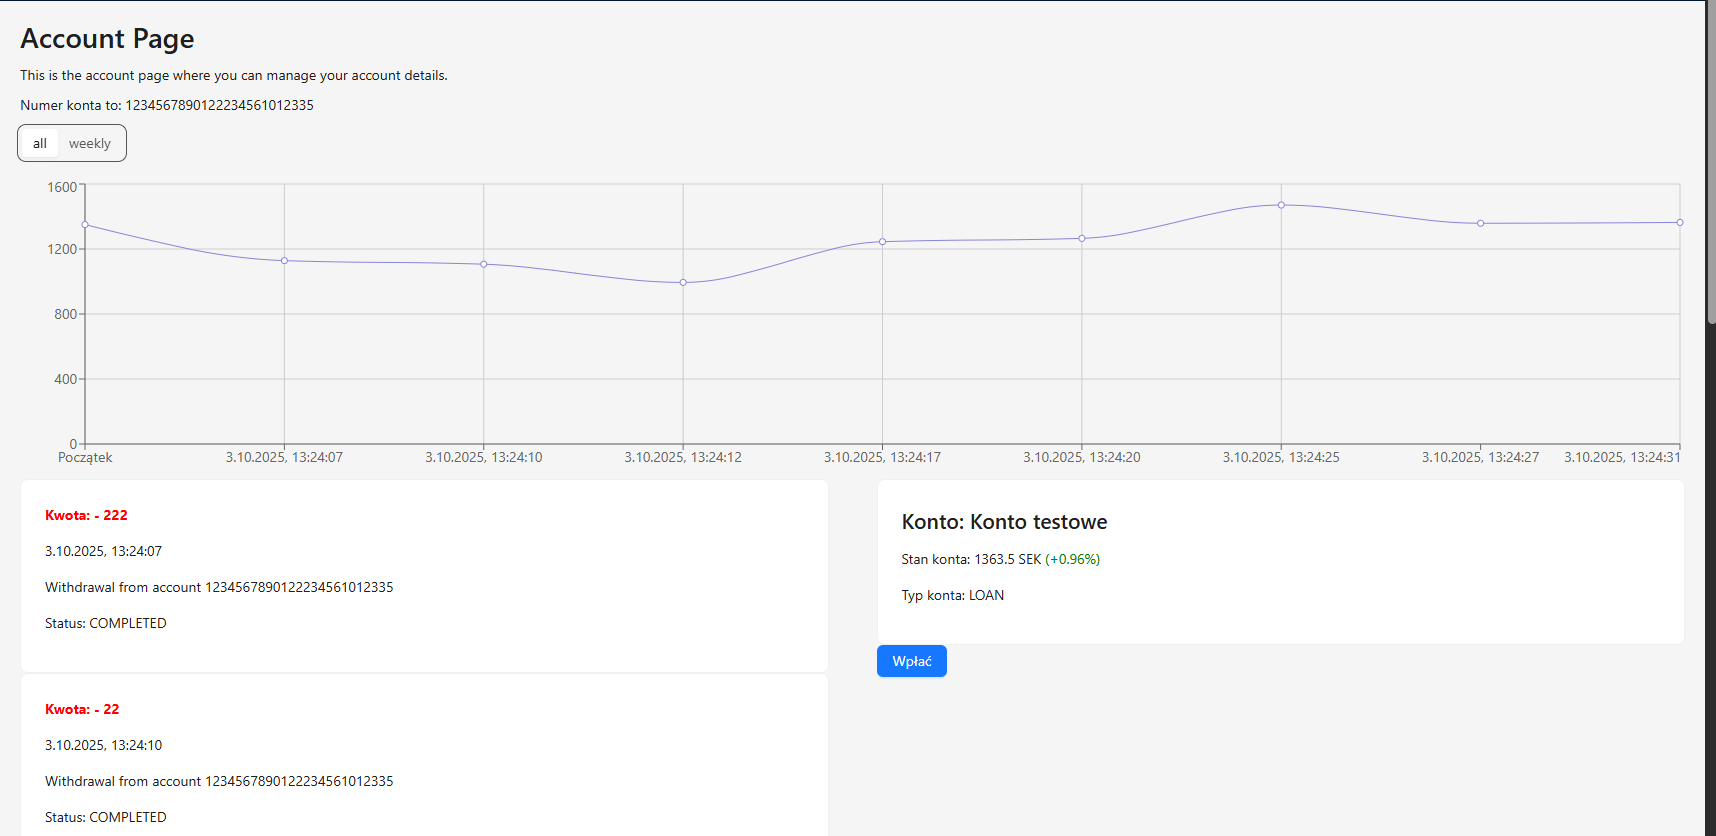 Account Page
This is the account page where you can manage your account details.
Numer konta to: 1234567890122234561012335
all weekly
1600
1200
800
400
0
Początek 3.10.2025, 13:24:07 3.10.2025, 13:24:10 3.10.2025, 13:24:12 3.10.2025, 13:24:17 3.10.2025, 13:24:20 3.10.2025, 13:24:25 3.10.2025, 13:24:27 3.10.2025, 13:24:31
Kwota: - 222
3.10.2025, 13:24:07
Withdrawal from account 1234567890122234561012335
Status: COMPLETED
Kwota: - 22
3.10.2025, 13:24:10
Withdrawal from account 1234567890122234561012335
Status: COMPLETED
Konto: Konto testowe
Stan konta: 1363.5 SEK (+0.96%)
Typ konta: LOAN
Wpłać